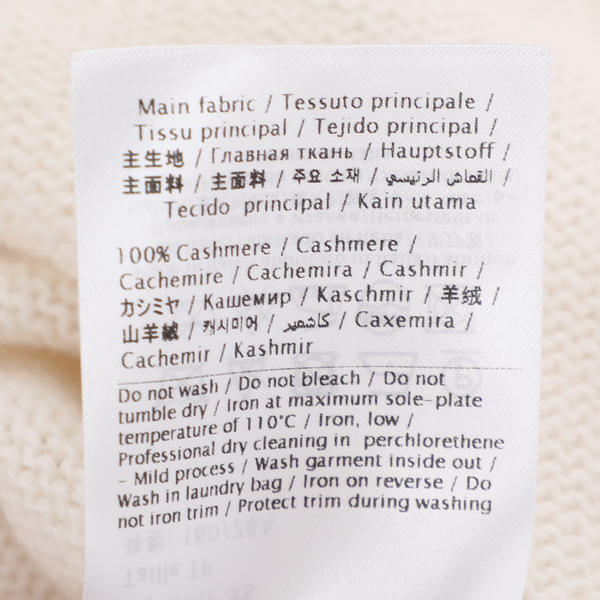 Main fabric / Tessuto principale /
Tissu principal / Tejido principal /
主生地 / Главная ткань / Hauptstoff /
主面料 / 主面料 / 주요 소재 / القماش الرئيسي /
Tecido principal / Kain utama
100% Cashmere / Cashmere /
Cachemire / Cachemira / Cashmir /
カシミヤ / Кашемир / Kaschmir / 羊绒 /
山羊絨 / 캐시미어 / كاشمير / Caxemira /
Cachemir / Kashmir
Do not wash / Do not bleach / Do not
tumble dry / Iron at maximum sole-plate
temperature of 110°C / Iron, low /
Professional dry cleaning in perchlorethene
- Mild process / Wash garment inside out /
Wash in laundry bag / Iron on reverse / Do
not iron trim / Protect trim during washing